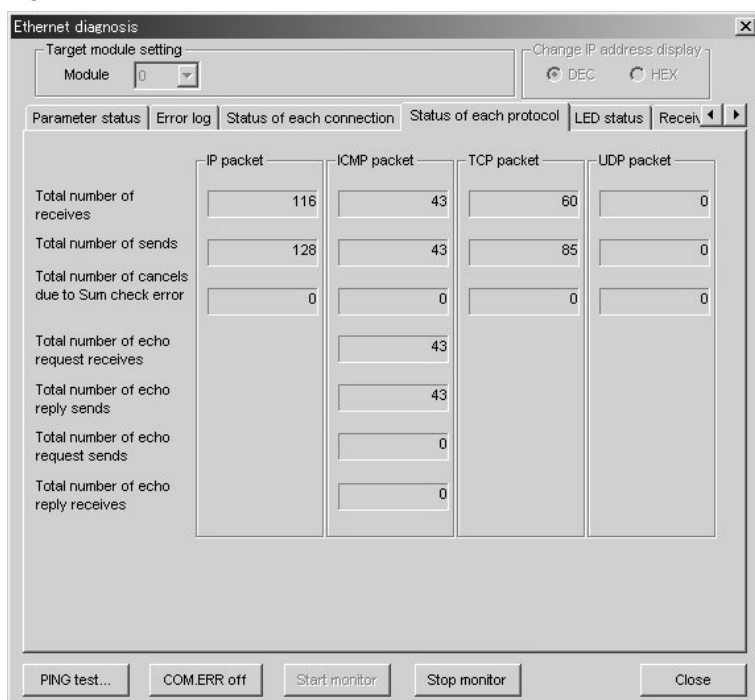 Ethernet diagnosis
Target module setting
Module 0
Change IP address display
DEC HEX
Parameter status Error log Status of each connection Status of each protocol LED status Receiv
IP packet ICMP packet TCP packet UDP packet
Total number of
receives 116 43 60 0
Total number of sends 128 43 85 0
Total number of cancels
due to Sum check error 0 0 0 0
Total number of echo
request receives 43
Total number of echo
reply sends 43
Total number of echo
request sends 0
Total number of echo
reply receives 0
PING test... COM.ERR off Start monitor Stop monitor Close